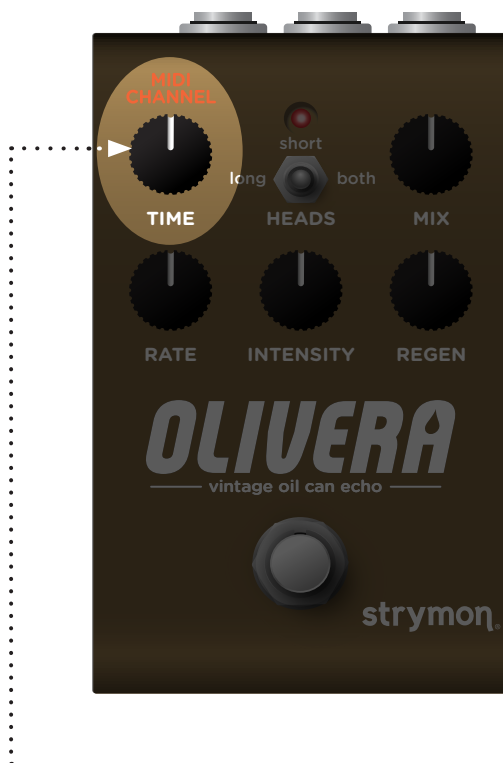 MIDI
CHANNEL
short
long
both
TIME
HEADS
MIX
RATE
INTENSITY
REGEN
OLIVERA
vintage oil can echo
strymon®